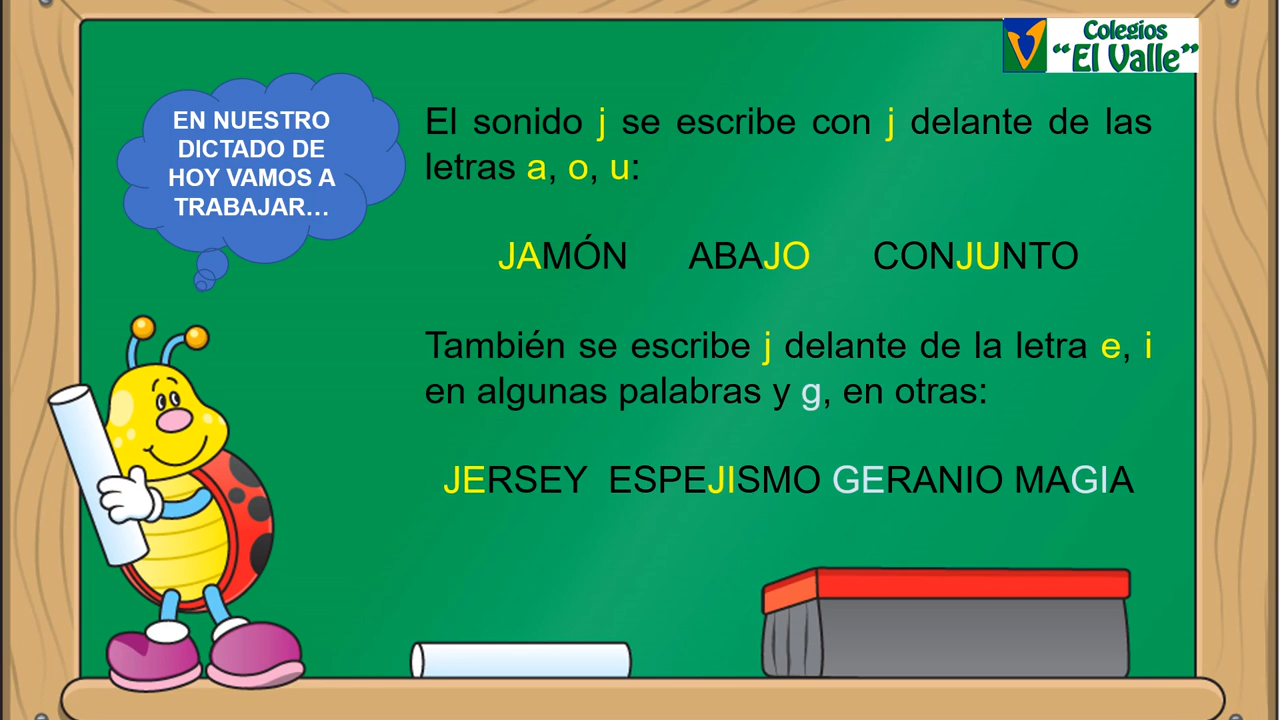 Colegios
“El Valle”
EN NUESTRO
DICTADO DE
HOY VAMOS A
TRABAJAR...
El sonido j se escribe con j delante de las
letras a, o, u:
JAMÓN ABAJO CONJUNTO
También se escribe j delante de la letra e, i
en algunas palabras y g, en otras:
JERSEY ESPEJISMO GERANIO MAGIA